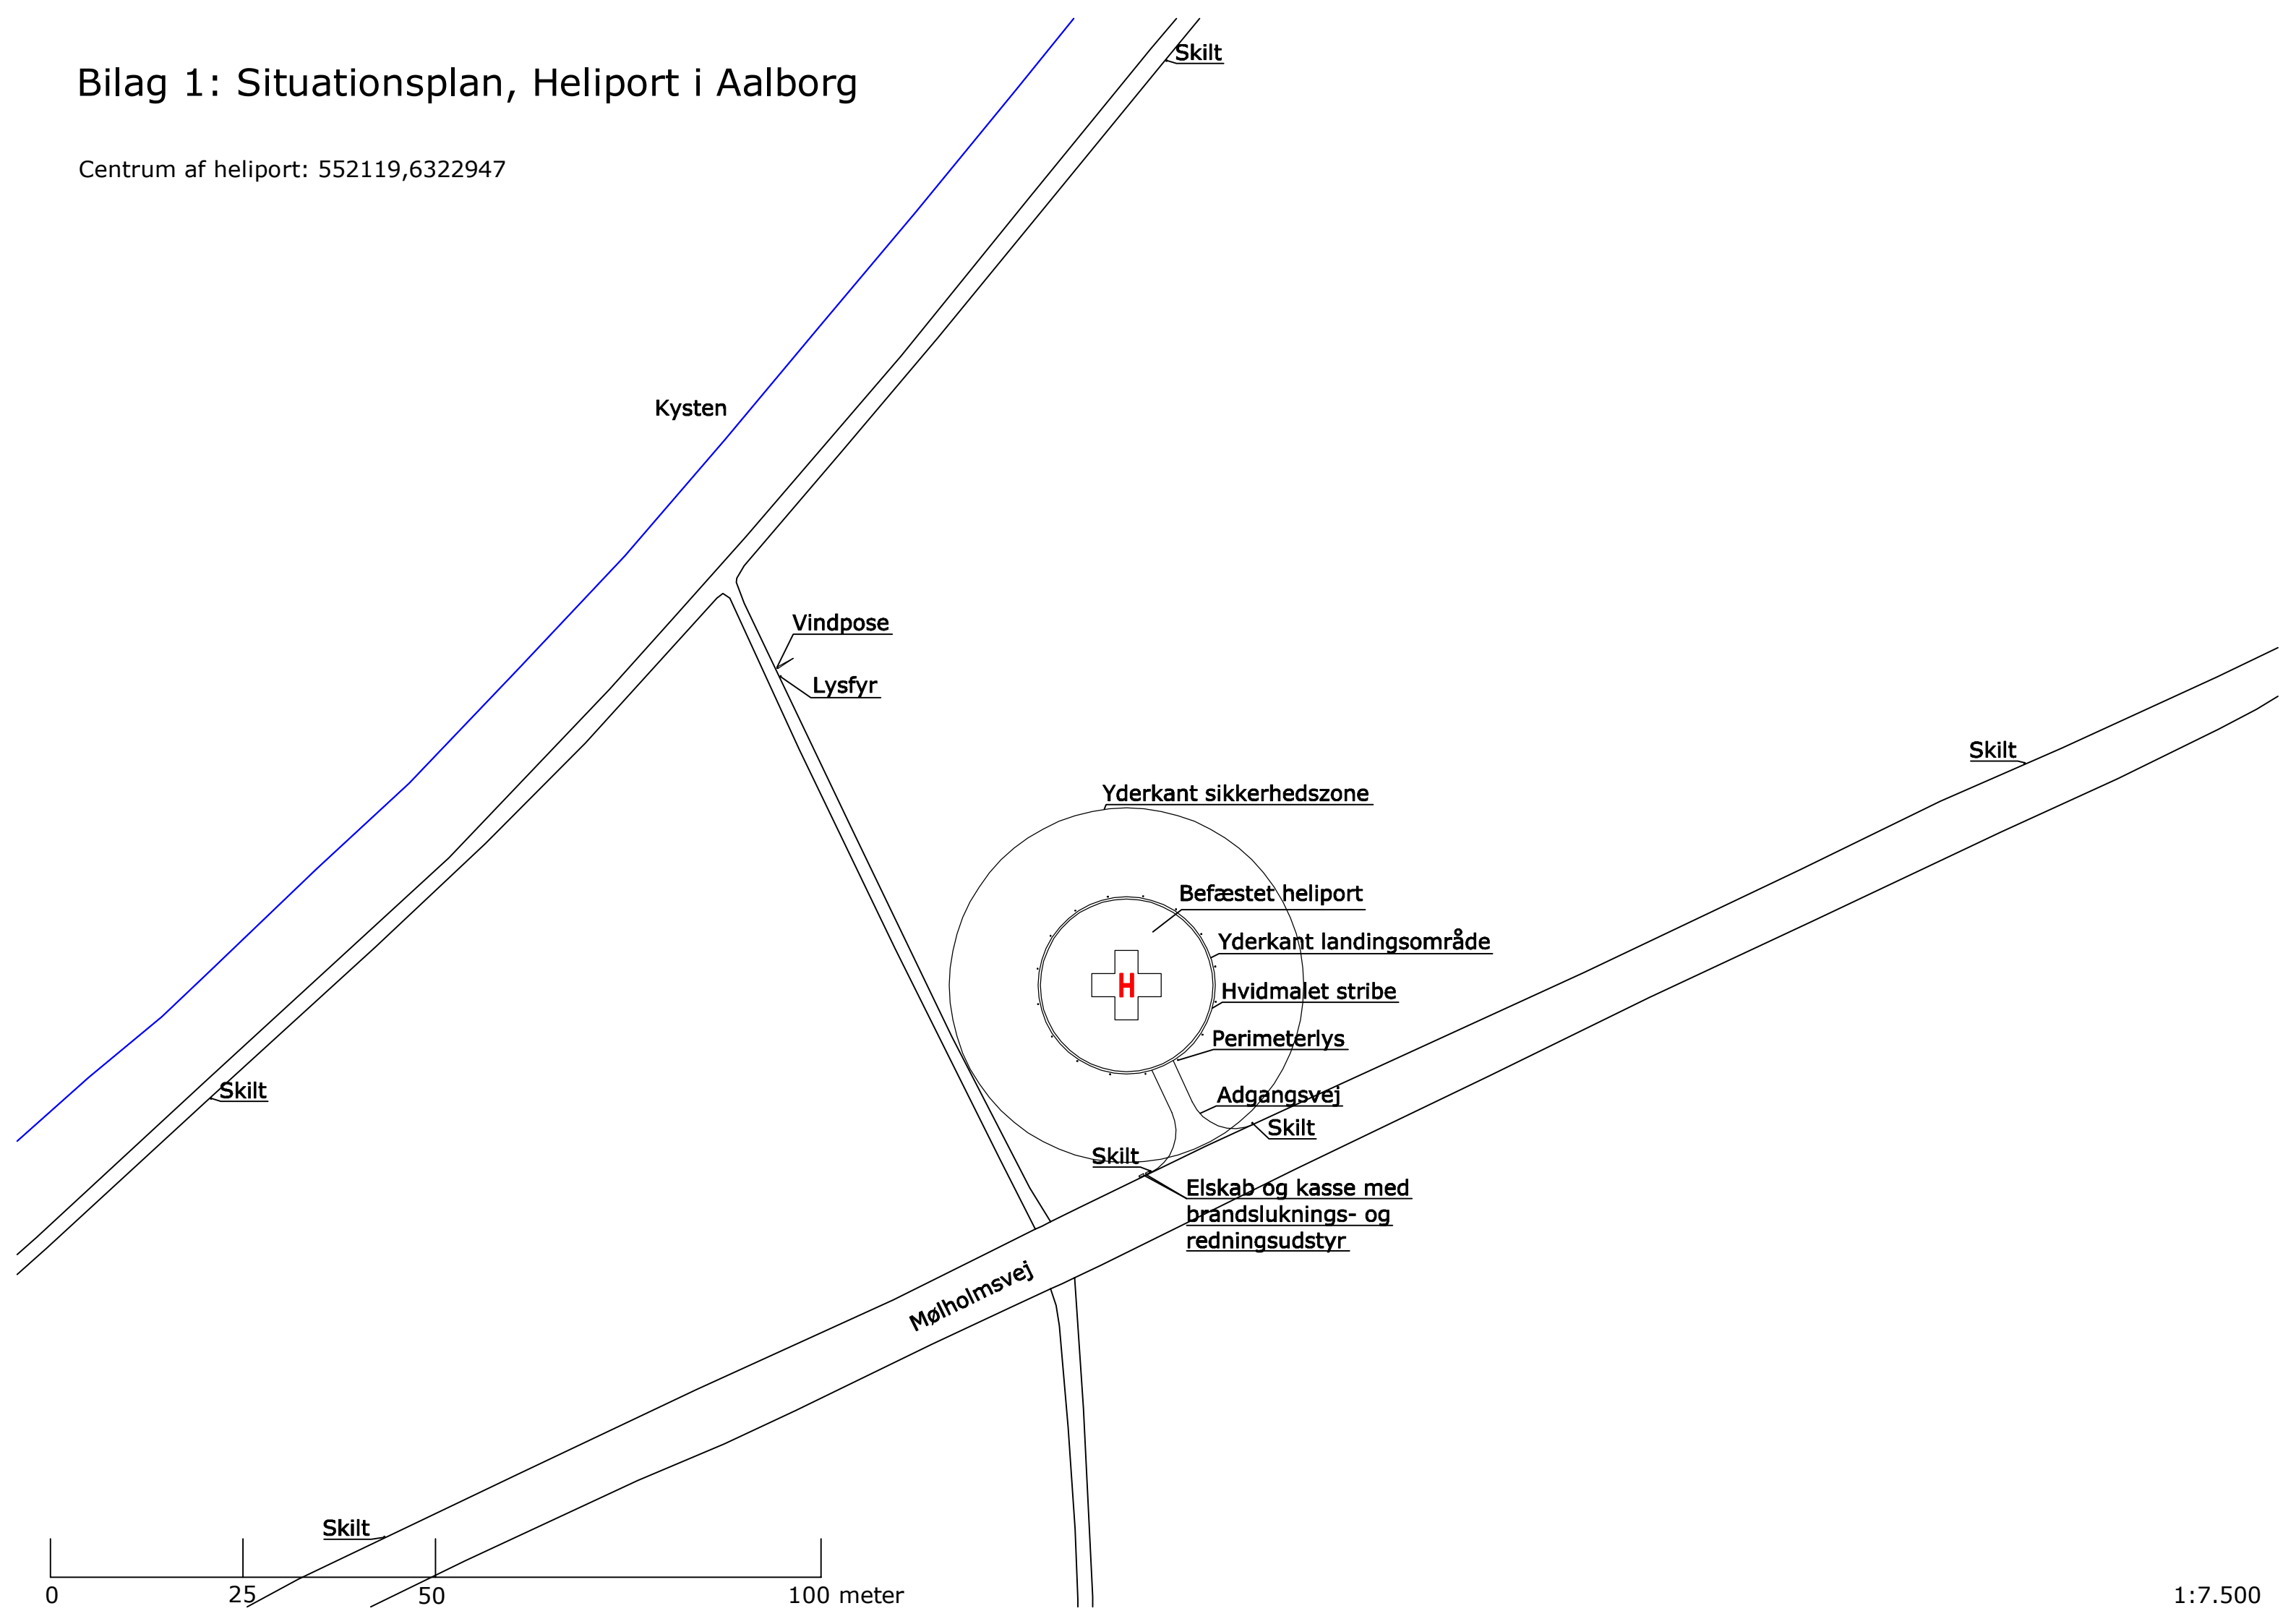 Skilt
Bilag 1: Situationsplan, Heliport i Aalborg
Centrum af heliport: 552119,6322947
Kysten
Vindpose
Lysfyr
Skilt
Yderkant sikkerhedszone
Befæstet heliport
Yderkant landingsområde
H
Hvidmalet stribe
Perimeterlys
Skilt
Adgangsvej
Skilt
Skilt
Elskab og kasse med
brandsluknings- og
redningsudstyr
Mølholmsvej
Skilt
0 25 50 100 meter
1:7.500